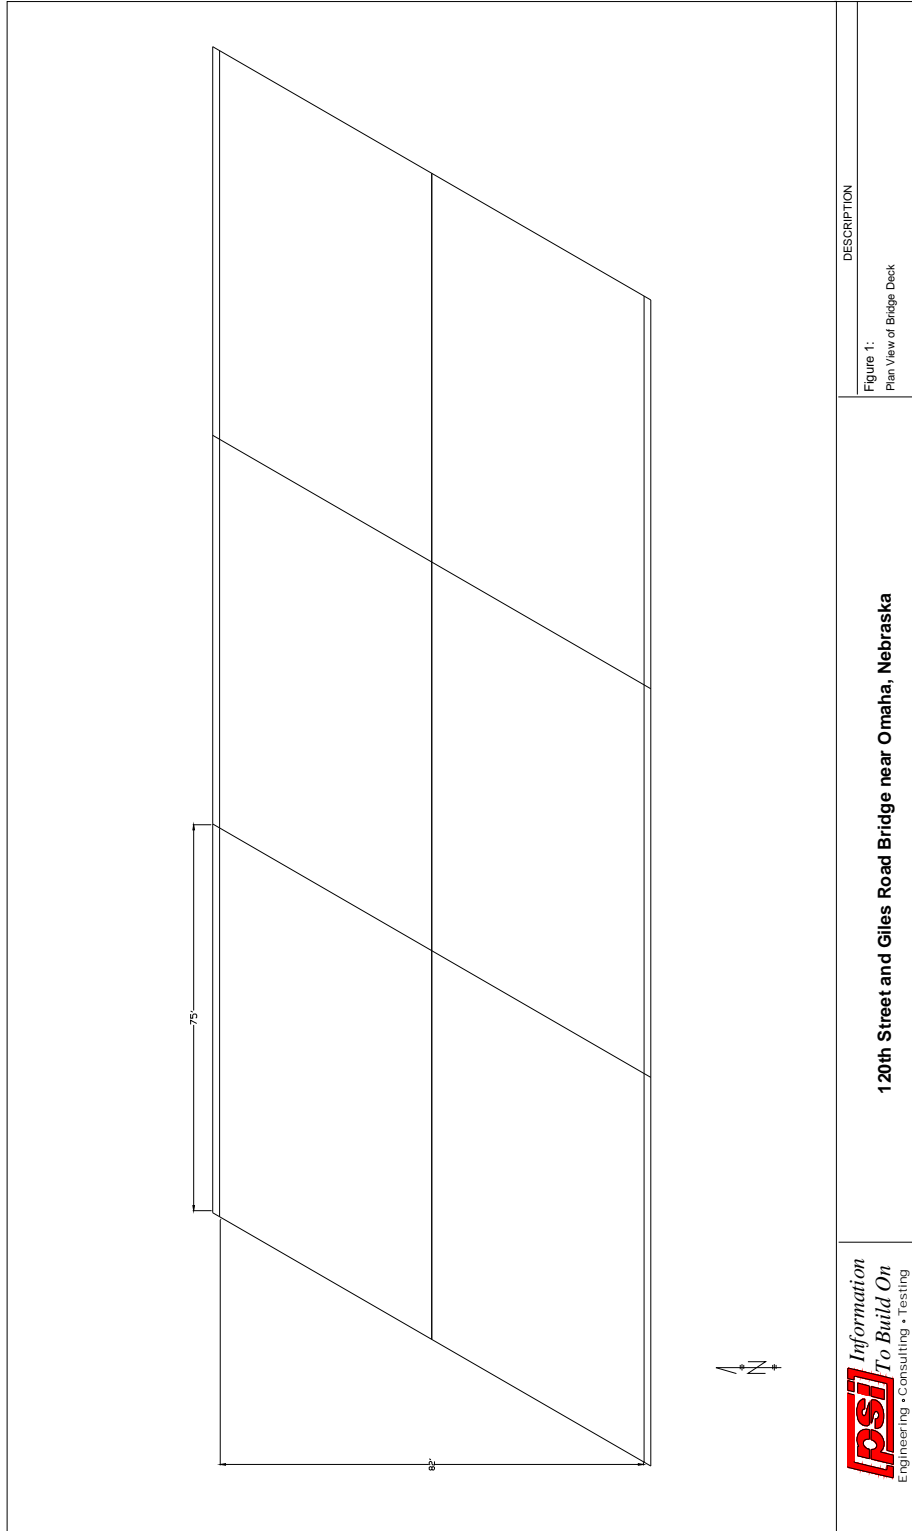 75'
82'
N
DESCRIPTION
Figure 1:
Plan View of Bridge Deck
120th Street and Giles Road Bridge near Omaha, Nebraska
psi
Information
To Build On
Engineering • Consulting • Testing